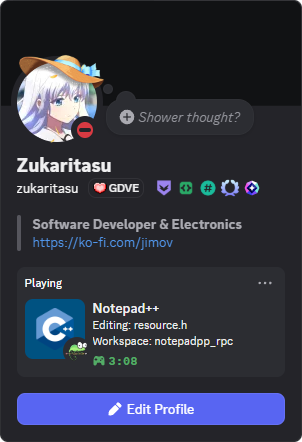 Shower thought?
Zukaritasu
zukaritasu GDVE
Software Developer & Electronics
https://ko-fi.com/jimov
Playing
C++
Notepad++
Editing: resource.h
Workspace: notepadpp_rpc
3:08
Edit Profile